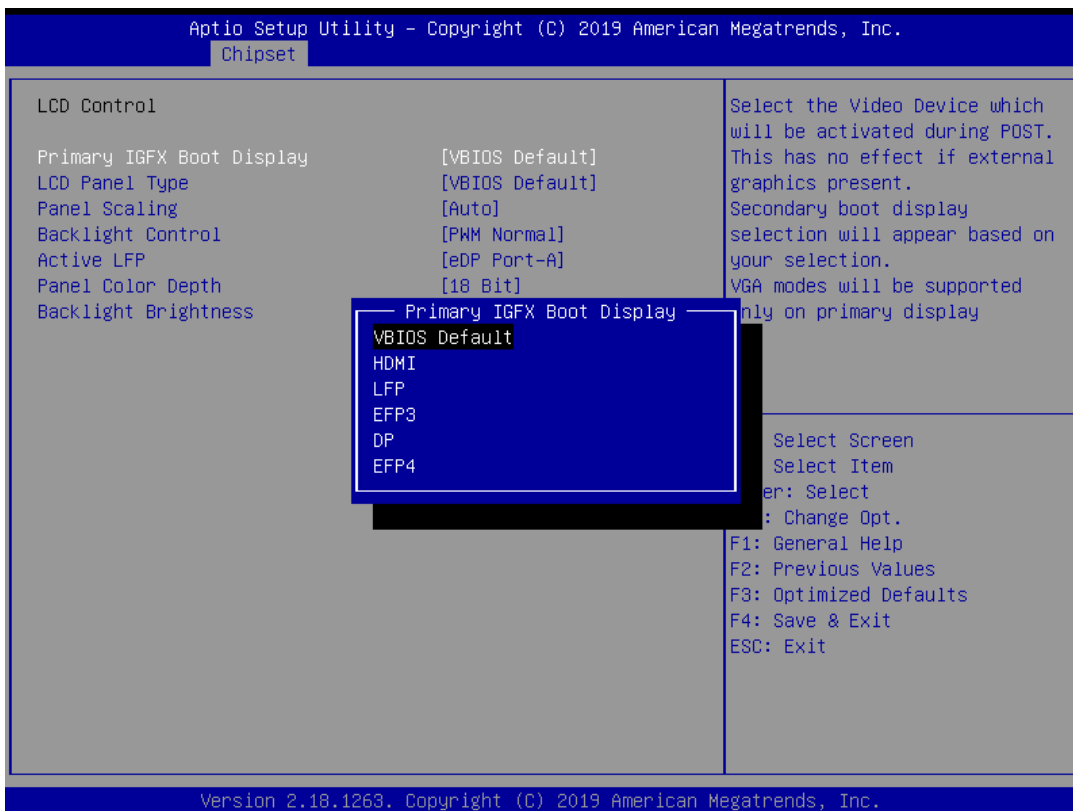 Aptio Setup Utility – Copyright (C) 2019 American Megatrends, Inc.
Chipset
LCD Control
Primary IGFX Boot Display [VBIOS Default]
LCD Panel Type [VBIOS Default]
Panel Scaling [Auto]
Backlight Control [PWM Normal]
Active LFP [eDP Port-A]
Panel Color Depth [18 Bit]
Backlight Brightness
Primary IGFX Boot Display
VBIOS Default
HDMI
LFP
EFP3
DP
EFP4
Select the Video Device which
will be activated during POST.
This has no effect if external
graphics present.
Secondary boot display
selection will appear based on
your selection.
VGA modes will be supported
only on primary display
Select Screen
Select Item
er: Select
: Change Opt.
F1: General Help
F2: Previous Values
F3: Optimized Defaults
F4: Save & Exit
ESC: Exit
Version 2.18.1263. Copyright (C) 2019 American Megatrends, Inc.